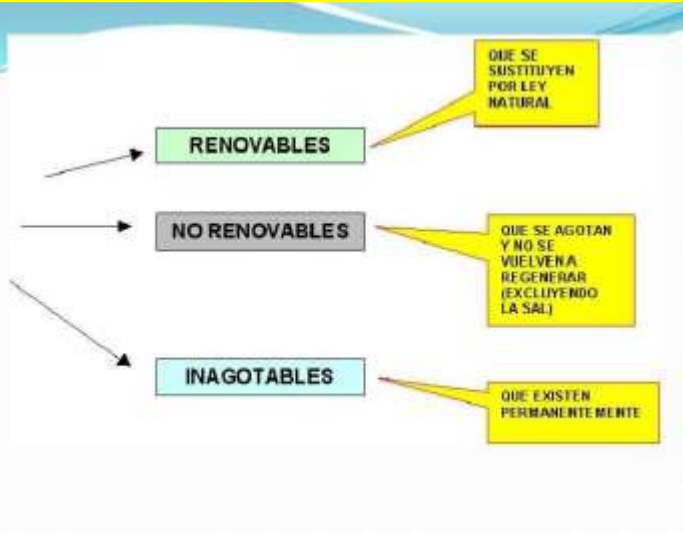 QUE SE
SUSTITUYEN
POR LEY
NATURAL
RENOVABLES
NO RENOVABLES
QUE SE AGOTAN
Y NO SE
VUELVEN A
REGENERAR
(EXCLUYENDO
LA SAL)
INAGOTABLES
QUE EXISTEN
PERMANENTEMENTE